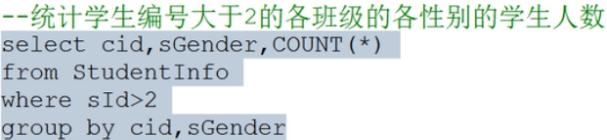 --统计学生编号大于2的各班级的各性别的学生人数
select cid,sGender,COUNT(*)
from StudentInfo
where sId>2
group by cid,sGender